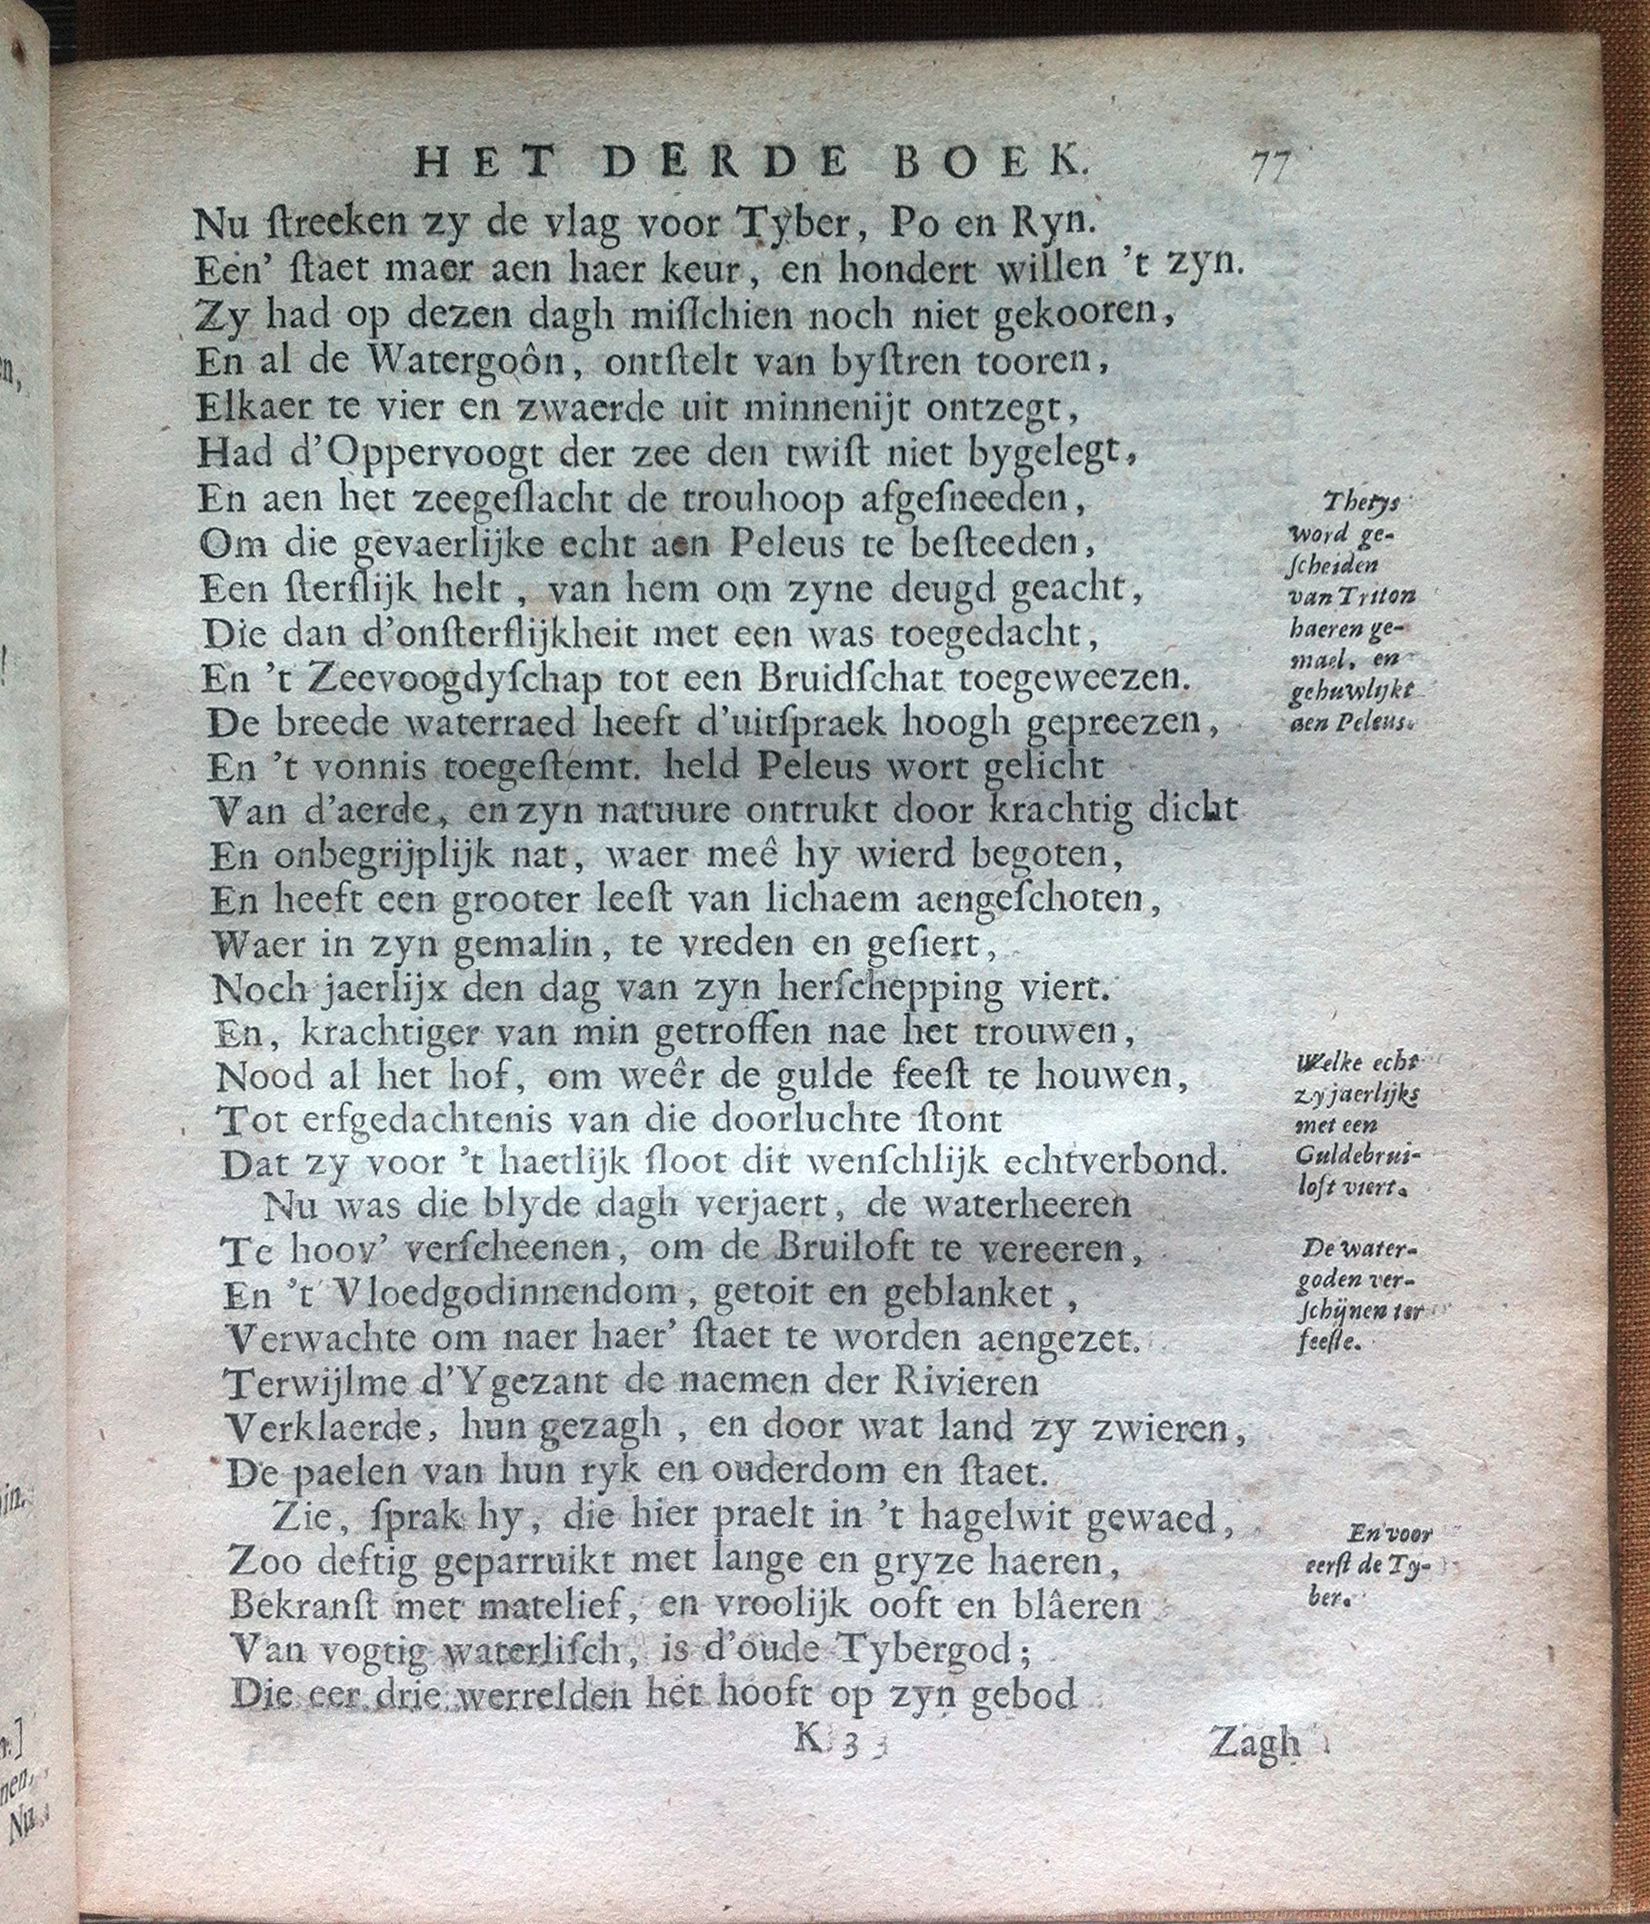 HET DERDE BOEK. 77
Nu ſtreeken zy de vlag voor Tyber, Po en Ryn.
Een' ſtaet maer aen haer keur, en hondert willen 't zyn.
Zy had op dezen dagh miſſchien noch niet gekooren,
En al de Watergoôn, ontſtelt van byſtren tooren,
Elkaer te vier en zwaerde uit minnenijt ontzegt,
Had d'Oppervoogt der zee den twiſt niet bygelegt,
En aen het zeegeſlacht de trouhoop afgeſneeden,
Om die gevaerlijke echt aen Peleus te beſteeden,
Een ſterflijk helt, van hem om zyne deugd geacht,
Die dan d'onſterflijkheit met een was toegedacht,
En 't Zeevoogdyſchap tot een Bruidſchat toegeweezen.
De breede waterraed heeft d'uitſpraek hoogh gepreezen,
En 't vonnis toegeſtemt. held Peleus wort gelicht
Van d'aerde, en zyn natuure ontrukt door krachtig dicht
En onbegrijplijk nat, waer meê hy wierd begoten,
En heeft een grooter leeſt van lichaem aengeſchoten,
Waer in zyn gemalin, te vreden en geſiert,
Noch jaerlijx den dag van zyn herſchepping viert.
En, krachtiger van min getroffen nae het trouwen,
Nood al het hof, om weêr de gulde feeſt te houwen,
Tot erfgedachtenis van die doorluchte ſtont
Dat zy voor 't haetlijk ſloot dit wenſchlijk echtverbond.
Nu was die blyde dagh verjaert, de waterheeren
Te hoov' verſcheenen, om de Bruiloft te vereeren,
En 't Vloedgodinnendom, getoit en geblanket,
Verwachte om naer haer' ſtaet te worden aengezet.
Terwijlme d'Ygezant de naemen der Rivieren
Verklaerde, hun gezagh, en door wat land zy zwieren,
De paelen van hun ryk en ouderdom en ſtaet.
Zie, ſprak hy, die hier praelt in 't hagelwit gewaed,
Zoo deftig geparruikt met lange en gryze haeren,
Bekranſt met matelief, en vroolijk ooft en blâeren
Van vogtig waterliſch, is d'oude Tybergod;
Die eer drie werrelden het hooft op zyn gebod
K 3
Zagh
Thetys
word ge-
ſcheiden
van Triton
haeren ge-
mael, en
gehuwlijkt
aen Peleus.
Welke echt
zy jaerlijks
met een
Guldebrui-
loft viert.
De water-
goden ver-
ſchijnen ter
feeſte.
En voor
eerſt de Ty-
ber.
n,
!
in.
r.]
nen,
Nu